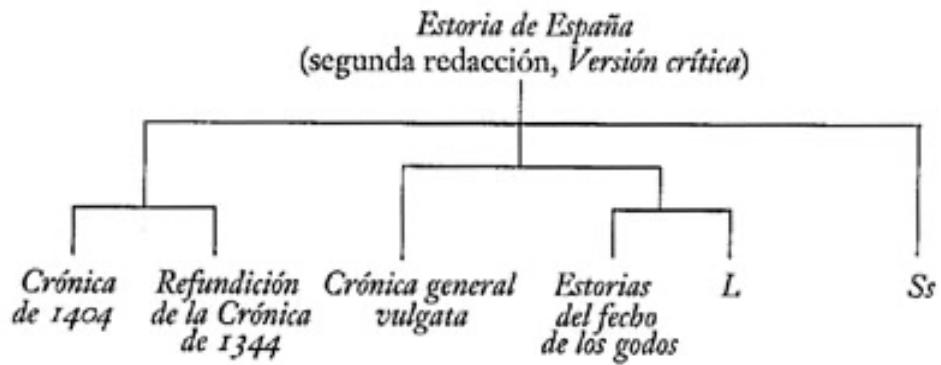 Estoria de España
(segunda redacción, Versión crítica)
Crónica
de 1404
Refundición
de la Crónica
de 1344
Crónica general
vulgata
Estorias
del fecho
de los godos
L
Ss